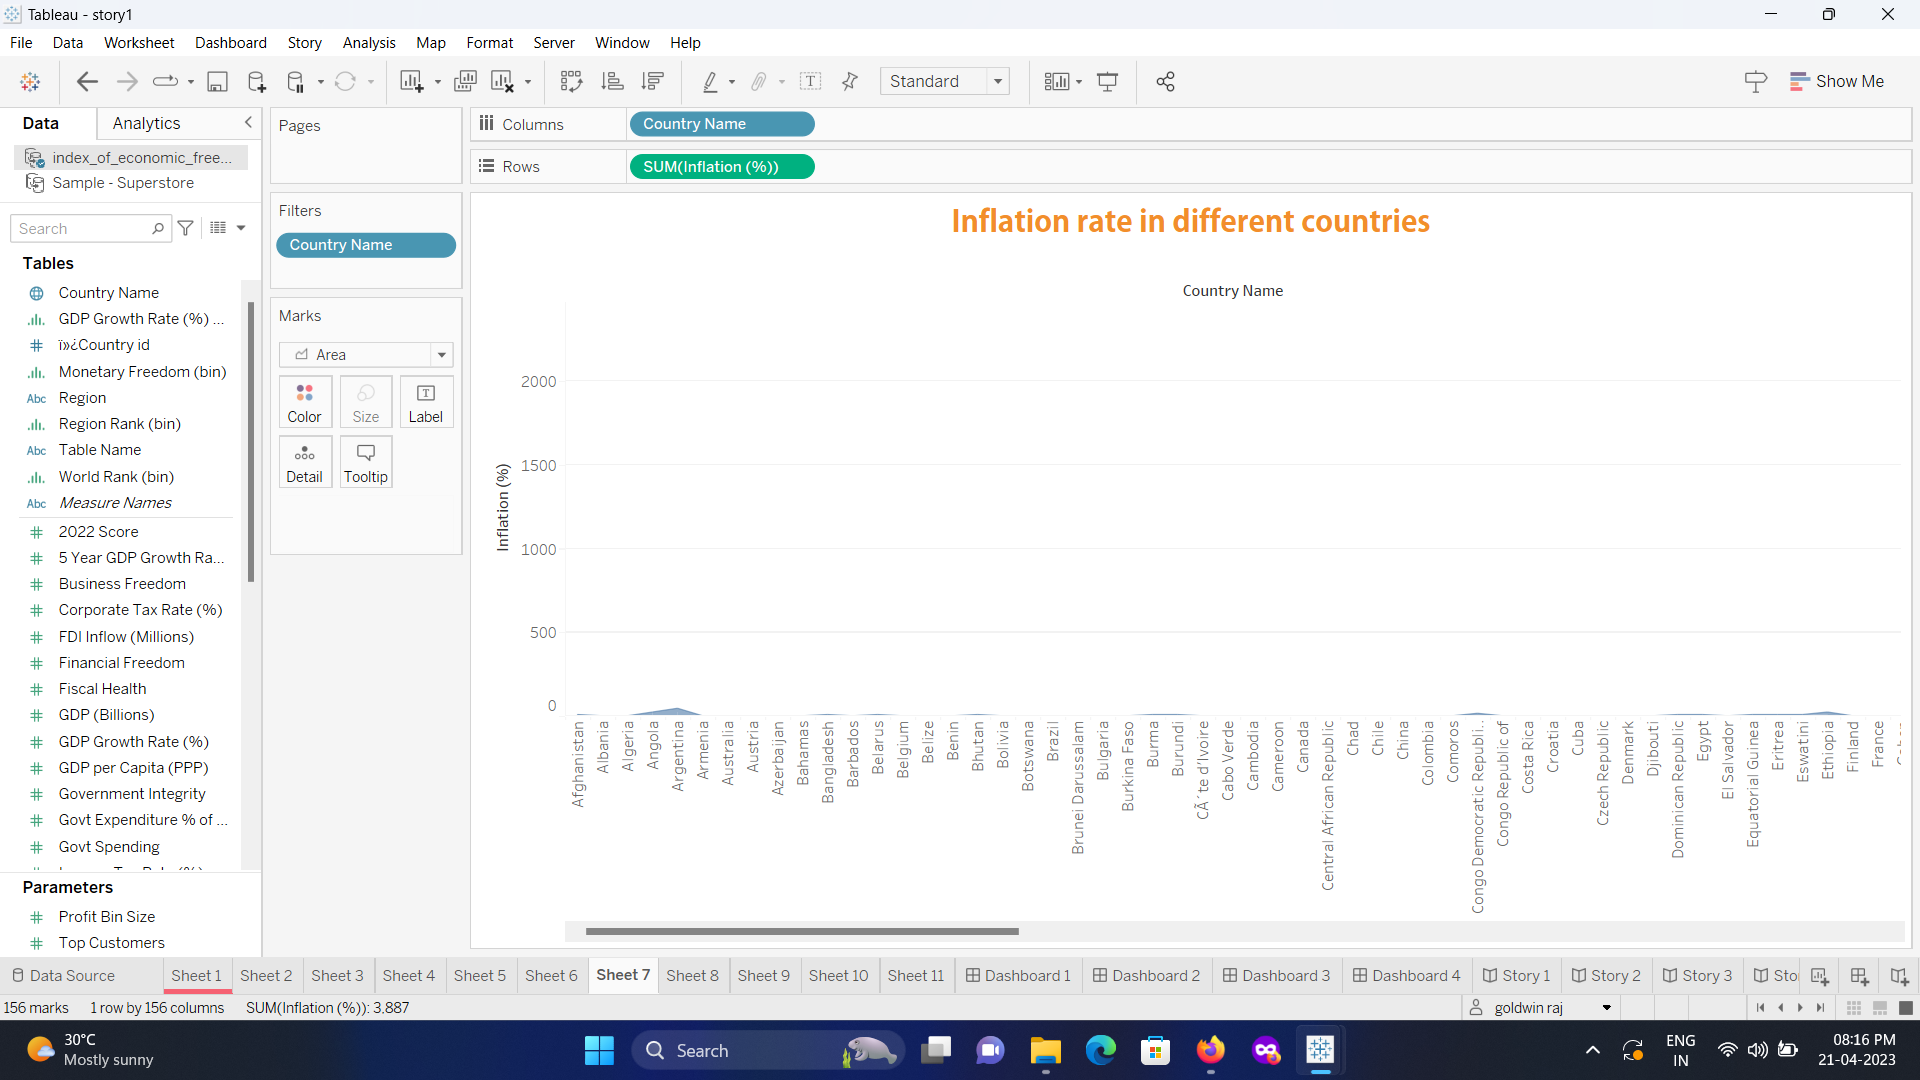 Tableau - story1
File Data Worksheet Dashboard Story Analysis Map Format Server Window Help
Standard
Show Me
Data Analytics
index_of_economic_free...
Sample - Superstore
Search
Tables
Country Name
GDP Growth Rate (%) ...
ï»¿Country id
Monetary Freedom (bin)
Abc Region
Region Rank (bin)
Abc Table Name
World Rank (bin)
Abc Measure Names
2022 Score
5 Year GDP Growth Ra...
Business Freedom
Corporate Tax Rate (%)
FDI Inflow (Millions)
Financial Freedom
Fiscal Health
GDP (Billions)
GDP Growth Rate (%)
GDP per Capita (PPP)
Government Integrity
Govt Expenditure % of ...
Govt Spending
Parameters
Profit Bin Size
Top Customers
Pages
Filters
Country Name
Marks
Area
Color Size Label
Detail Tooltip
Columns Country Name
Rows SUM(Inflation (%))
Inflation rate in different countries
Country Name
Inflation (%)
2000
1500
1000
500
0
Afghanistan
Albania
Algeria
Angola
Argentina
Armenia
Australia
Austria
Azerbaijan
Bahamas
Bangladesh
Barbados
Belarus
Belgium
Belize
Benin
Bhutan
Bolivia
Botswana
Brazil
Brunei Darussalam
Bulgaria
Burkina Faso
Burma
Burundi
CÃ´te d'Ivoire
Cabo Verde
Cambodia
Cameroon
Canada
Central African Republic
Chad
Chile
China
Colombia
Comoros
Congo Democratic Republi..
Congo Republic of
Costa Rica
Croatia
Cuba
Czech Republic
Denmark
Djibouti
Dominican Republic
Egypt
El Salvador
Equatorial Guinea
Eritrea
Eswatini
Ethiopia
Finland
France
Data Source Sheet 1 Sheet 2 Sheet 3 Sheet 4 Sheet 5 Sheet 6 Sheet 7 Sheet 8 Sheet 9 Sheet 10 Sheet 11 Dashboard 1 Dashboard 2 Dashboard 3 Dashboard 4 Story 1 Story 2 Story 3 Sto
156 marks 1 row by 156 columns SUM(Inflation (%)): 3.887
goldwin raj
30°C
Mostly sunny
Search
ENG
IN
08:16 PM
21-04-2023